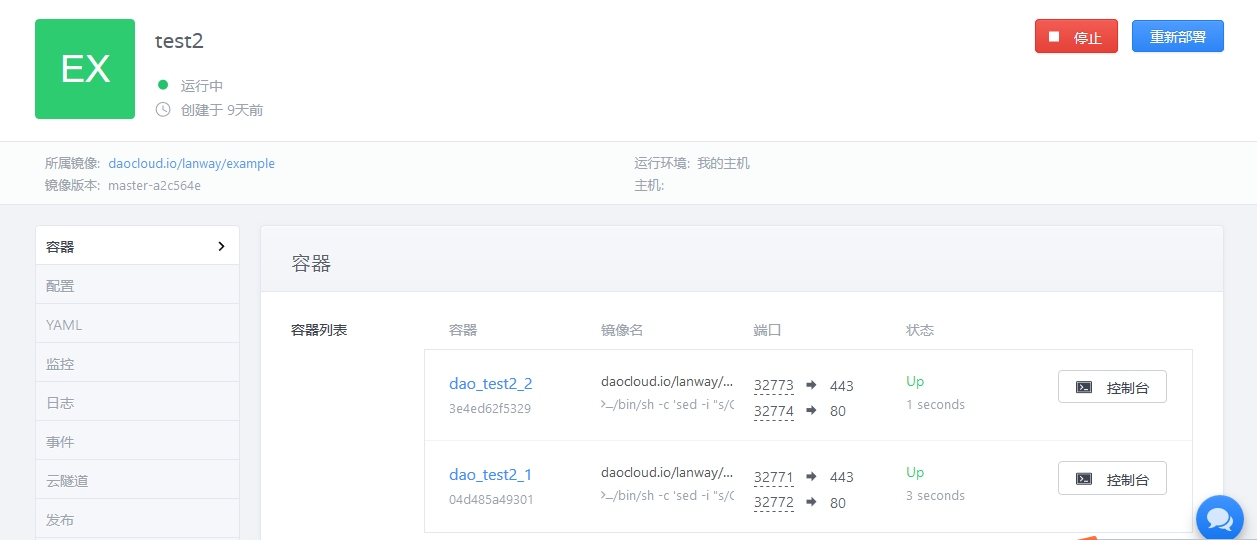 EX
test2
运行中
创建于 9天前
停止
重新部署
所属镜像: daocloud.io/lanway/example
镜像版本: master-a2c564e
运行环境: 我的主机
主机:
容器
配置
YAML
监控
日志
事件
云隧道
发布
容器
容器列表
容器 镜像名 端口 状态
dao_test2_2 daocloud.io/lanway/... 32773 443 Up 控制台
3e4ed62f5329 >_/bin/sh -c 'sed -i "s/ 32774 80 1 seconds
dao_test2_1 daocloud.io/lanway/... 32771 443 Up 控制台
04d485a49301 >_/bin/sh -c 'sed -i "s/ 32772 80 3 seconds